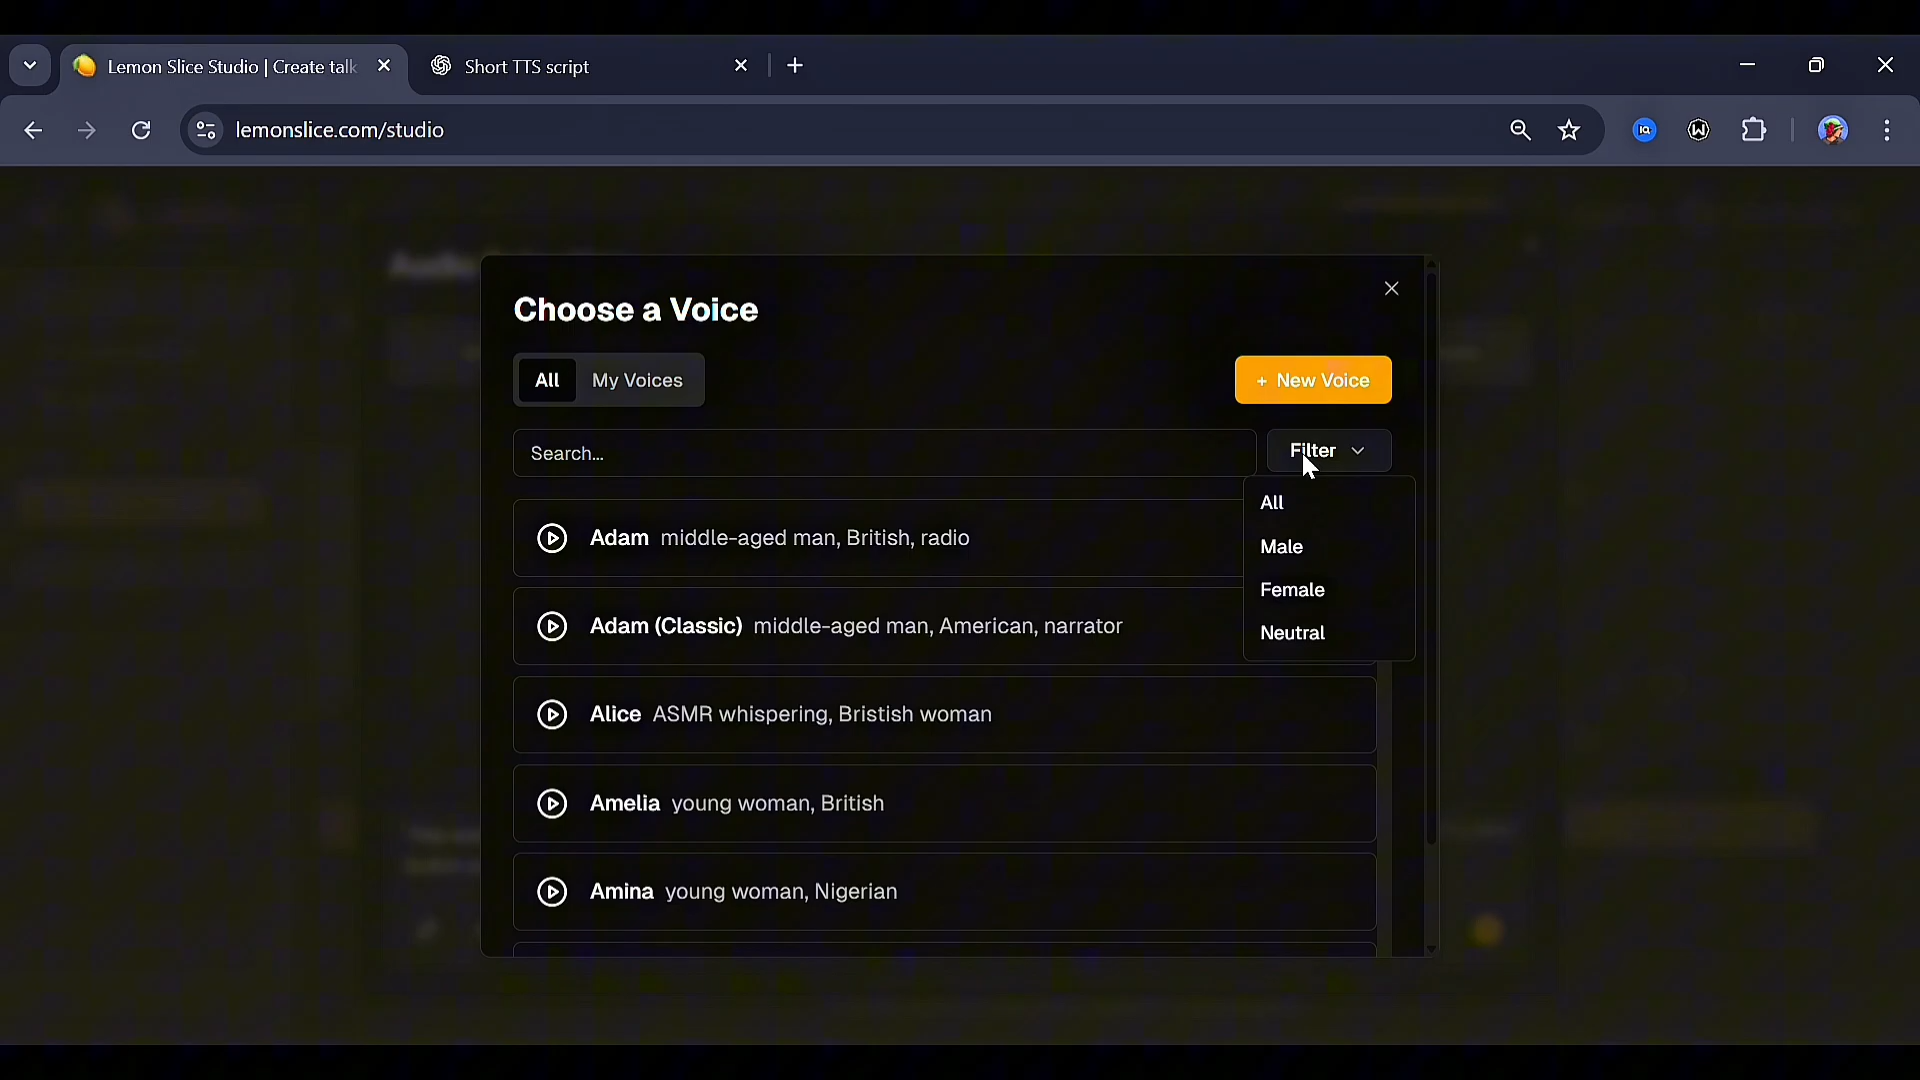 Lemon Slice Studio | Create talk
Short TTS script
lemonslice.com/studio
Audio
Choose a Voice
All
My Voices
+ New Voice
Search...
Filter
All
Male
Female
Neutral
Adam middle-aged man, British, radio
Adam (Classic) middle-aged man, American, narrator
Alice ASMR whispering, Bristish woman
Amelia young woman, British
Amina young woman, Nigerian